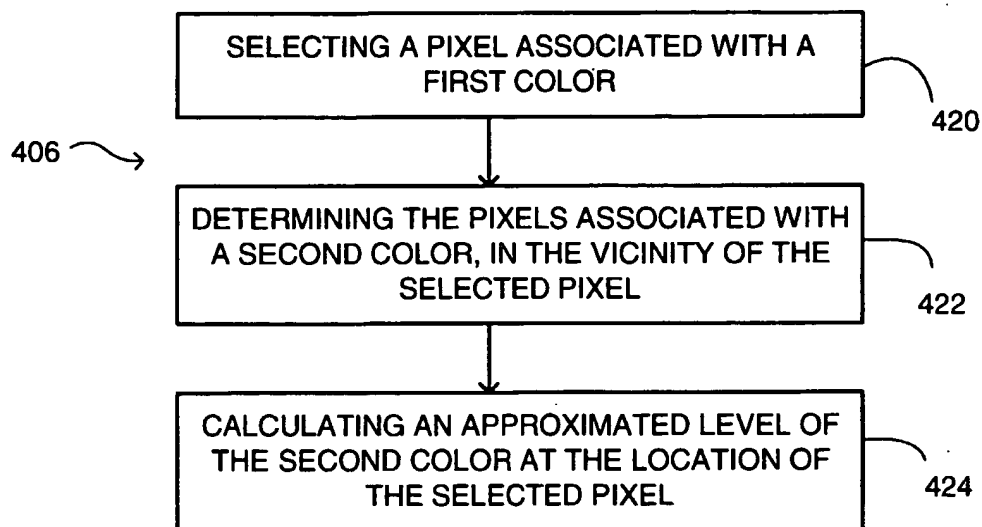 SELECTING A PIXEL ASSOCIATED WITH A
FIRST COLOR
420
406
DETERMINING THE PIXELS ASSOCIATED WITH
A SECOND COLOR, IN THE VICINITY OF THE
SELECTED PIXEL
422
CALCULATING AN APPROXIMATED LEVEL OF
THE SECOND COLOR AT THE LOCATION OF
THE SELECTED PIXEL
424